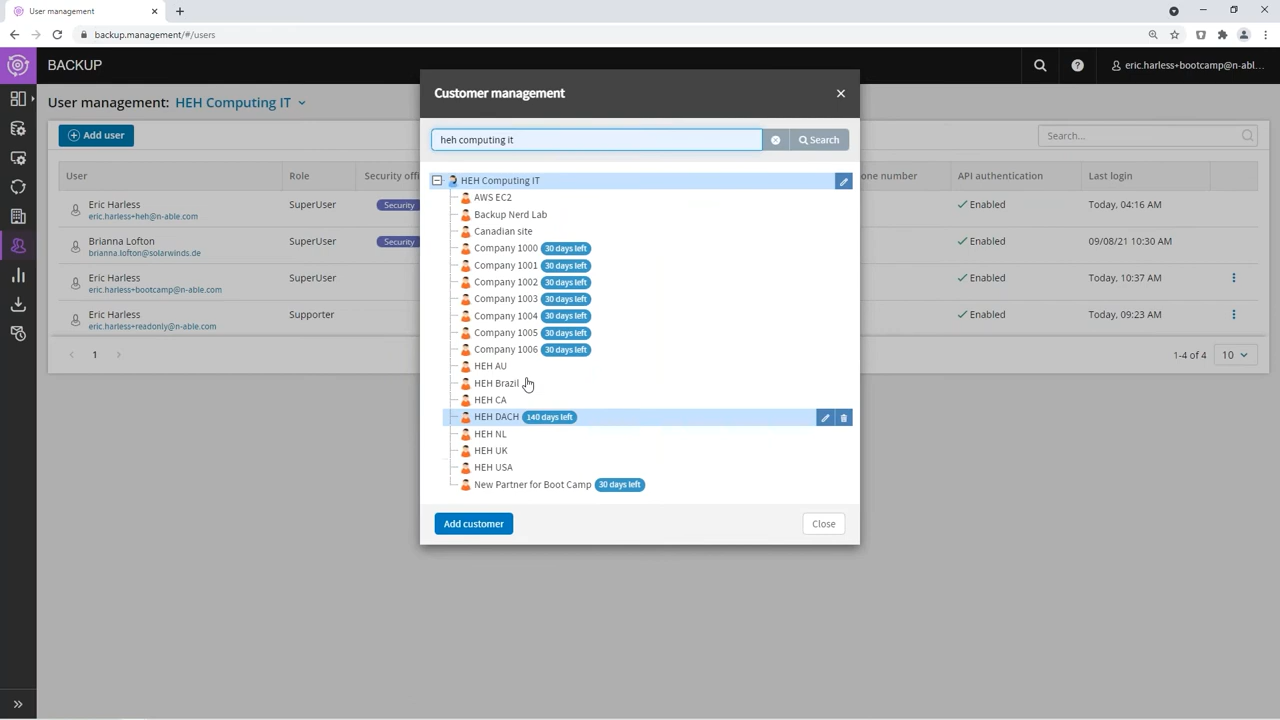 User management
backup.management/#/users
BACKUP
eric.harless+bootcamp@n-abl...
User management: HEH Computing IT
Add user
Search...
User
Role
Security offi
one number
API authentication
Last login
Eric Harless
eric.harless+heh@n-able.com
SuperUser
Security
Enabled
Today, 04:16 AM
Brianna Lofton
brianna.lofton@solarwinds.de
SuperUser
Security
Enabled
09/08/21 10:30 AM
Eric Harless
eric.harless+bootcamp@n-able.com
SuperUser
Enabled
Today, 10:37 AM
Eric Harless
eric.harless+readonly@n-able.com
Supporter
Enabled
Today, 09:23 AM
1
1-4 of 4
10
Customer management
heh computing it
Search
HEH Computing IT
AWS EC2
Backup Nerd Lab
Canadian site
Company 1000 30 days left
Company 1001 30 days left
Company 1002 30 days left
Company 1003 30 days left
Company 1004 30 days left
Company 1005 30 days left
Company 1006 30 days left
HEH AU
HEH Brazil
HEH CA
HEH DACH 140 days left
HEH NL
HEH UK
HEH USA
New Partner for Boot Camp 30 days left
Add customer
Close